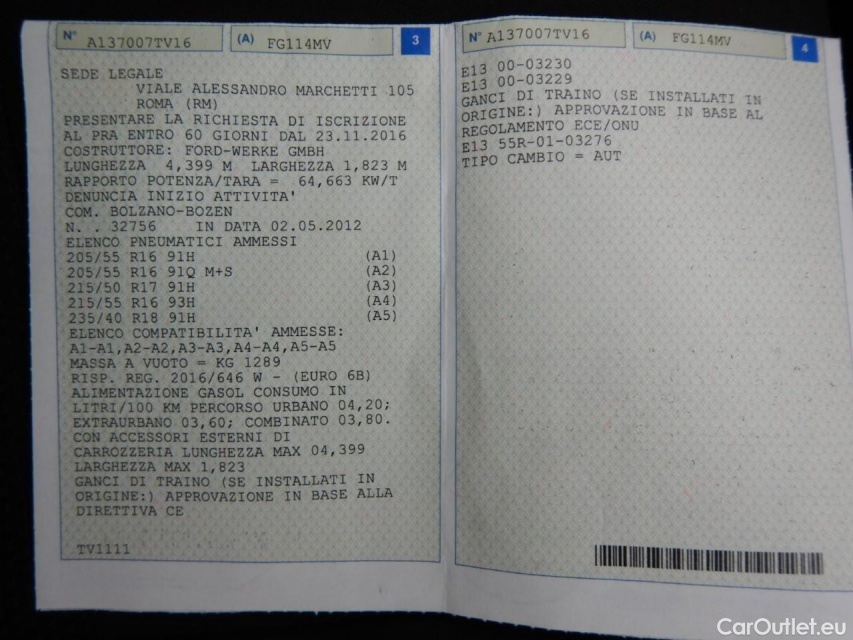 N° A137007TV16
(A) FG114MV
3
SEDE LEGALE
VIALE ALESSANDRO MARCHETTI 105
ROMA (RM)
PRESENTARE LA RICHIESTA DI ISCRIZIONE
AL PRA ENTRO 60 GIORNI DAL 23.11.2016
COSTRUTTORE: FORD-WERKE GMBH
LUNGHEZZA 4,399 M LARGHEZZA 1,823 M
RAPPORTO POTENZA/TARA = 64,663 KW/T
DENUNCIA INIZIO ATTIVITA'
COM. BOLZANO-BOZEN
N. . 32756 IN DATA 02.05.2012
ELENCO PNEUMATICI AMMESSI
205/55 R16 91H (A1)
205/55 R16 91Q M+S (A2)
215/50 R17 91H (A3)
215/55 R16 93H (A4)
235/40 R18 91H (A5)
ELENCO COMPATIBILITA' AMMESSE:
A1-A1,A2-A2,A3-A3,A4-A4,A5-A5
MASSA A VUOTO = KG 1289
RISP. REG. 2016/646 W - (EURO 6B)
ALIMENTAZIONE GASOL CONSUMO IN
LITRI/100 KM PERCORSO URBANO 04,20;
EXTRAURBANO 03,60; COMBINATO 03,80.
CON ACCESSORI ESTERNI DI
CARROZZERIA LUNGHEZZA MAX 04,399
LARGHEZZA MAX 1,823
GANCI DI TRAINO (SE INSTALLATI IN
ORIGINE:) APPROVAZIONE IN BASE ALLA
DIRETTIVA CE
TV1111
N° A137007TV16
(A) FG114MV
4
E13 00-03230
E13 00-03229
GANCI DI TRAINO (SE INSTALLATI IN
ORIGINE:) APPROVAZIONE IN BASE AL
REGOLAMENTO ECE/ONU
E13 55R-01-03276
TIPO CAMBIO = AUT
CarOutlet.eu